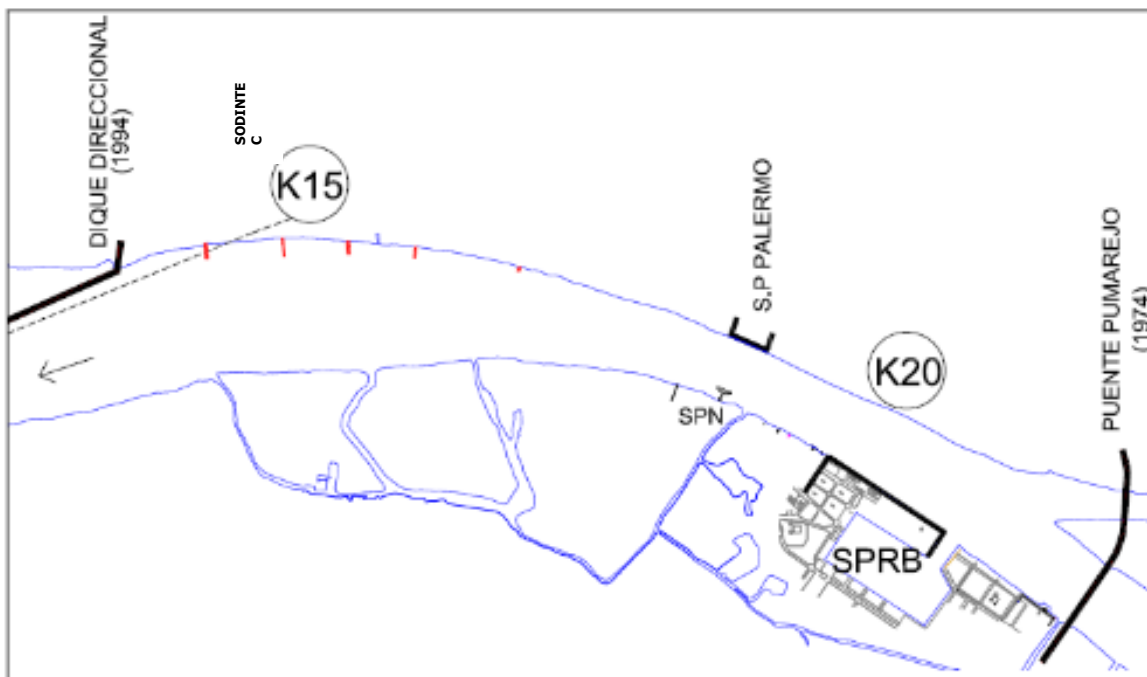 DIQUE DIRECCIONAL
(1994)
SODINTE
C
K15
S.P PALERMO
K20
PUENTE PUMAREJO
(1974)
SPN
SPRB